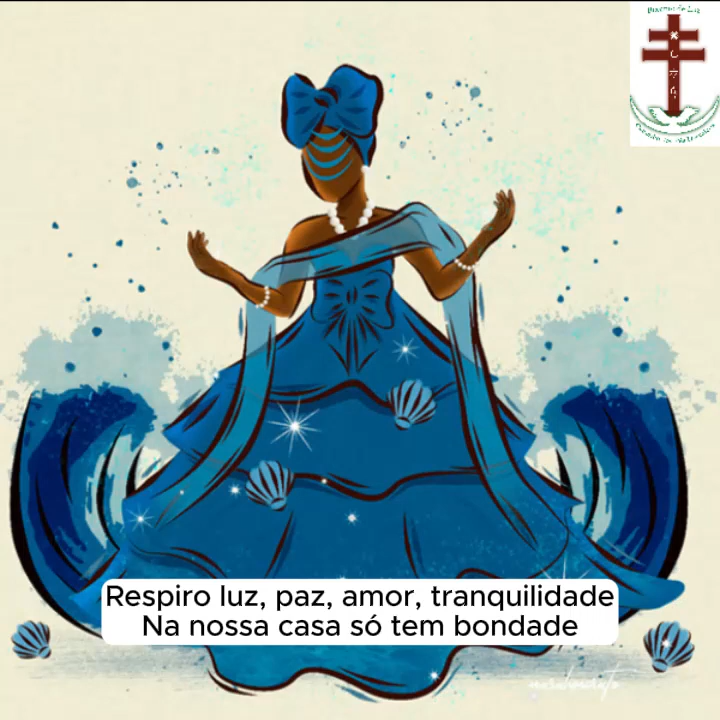 Respiro luz, paz, amor, tranquilidade
Na nossa casa só tem bondade